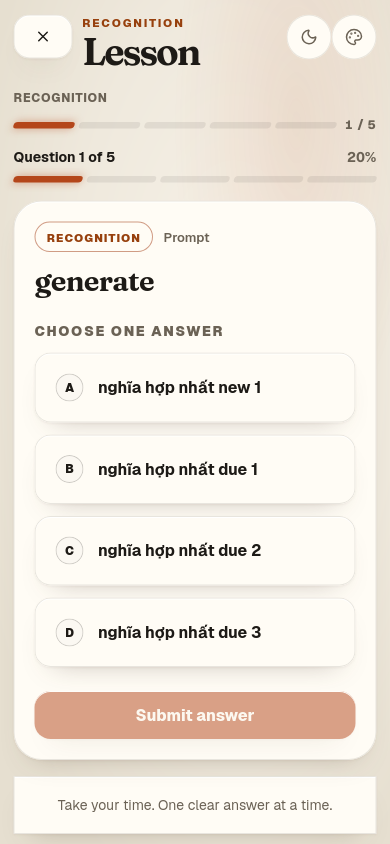 RECOGNITION
Lesson
RECOGNITION
1 / 5
Question 1 of 5
20%
RECOGNITION
Prompt
generate
CHOOSE ONE ANSWER
A nghĩa hợp nhất new 1
B nghĩa hợp nhất due 1
C nghĩa hợp nhất due 2
D nghĩa hợp nhất due 3
Submit answer
Take your time. One clear answer at a time.